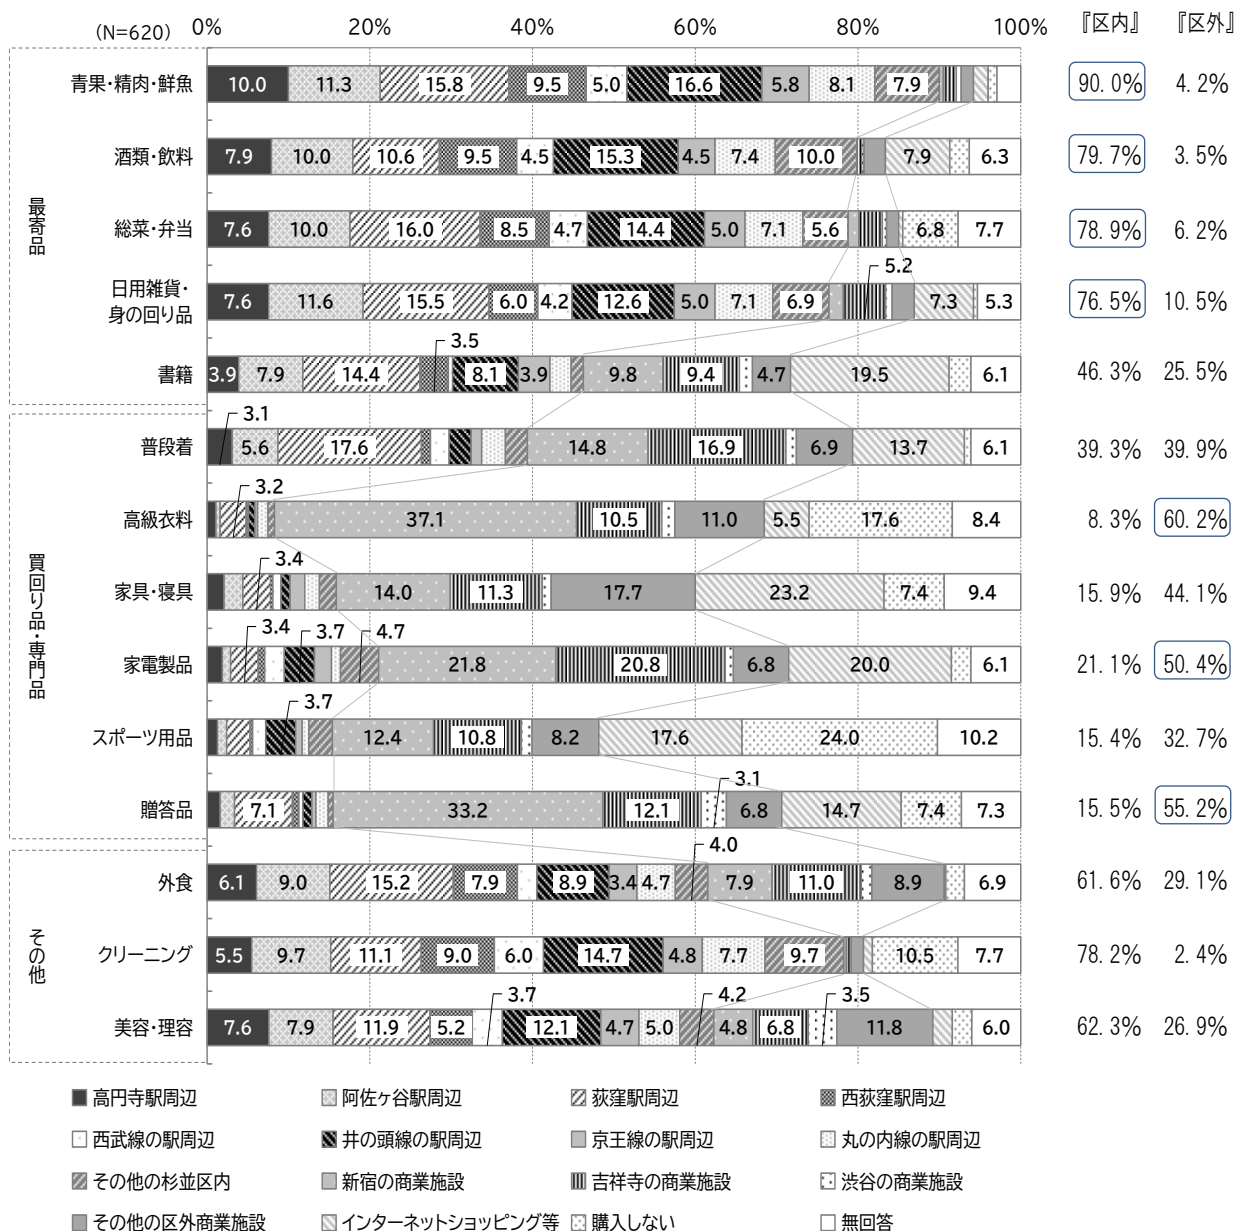 (N=620) 0% 20% 40% 60% 80% 100% 『区内』 『区外』
最寄品
青果・精肉・鮮魚 10.0 11.3 15.8 9.5 5.0 16.6 5.8 8.1 7.9 90.0% 4.2%
酒類・飲料 7.9 10.0 10.6 9.5 4.5 15.3 4.5 7.4 10.0 7.9 6.3 79.7% 3.5%
総菜・弁当 7.6 10.0 16.0 8.5 4.7 14.4 5.0 7.1 5.6 6.8 7.7 78.9% 6.2%
5.2
日用雑貨・
身の回り品 7.6 11.6 15.5 6.0 4.2 12.6 5.0 7.1 6.9 7.3 5.3 76.5% 10.5%
3.5
書籍 3.9 7.9 14.4 8.1 3.9 9.8 9.4 4.7 19.5 6.1 46.3% 25.5%
買回り品・専門品
3.1
普段着 5.6 17.6 14.8 16.9 6.9 13.7 6.1 39.3% 39.9%
3.2
高級衣料 37.1 10.5 11.0 5.5 17.6 8.4 8.3% 60.2%
3.4
家具・寝具 14.0 11.3 17.7 23.2 7.4 9.4 15.9% 44.1%
3.4 3.7 4.7
家電製品 21.8 20.8 6.8 20.0 6.1 21.1% 50.4%
3.7
スポーツ用品 12.4 10.8 8.2 17.6 24.0 10.2 15.4% 32.7%
3.1
贈答品 7.1 33.2 12.1 6.8 14.7 7.4 7.3 15.5% 55.2%
その他
4.0
外食 6.1 9.0 15.2 7.9 8.9 3.4 4.7 7.9 11.0 8.9 6.9 61.6% 29.1%
クリーニング 5.5 9.7 11.1 9.0 6.0 14.7 4.8 7.7 9.7 10.5 7.7 78.2% 2.4%
3.7 4.2 3.5
美容・理容 7.6 7.9 11.9 5.2 12.1 4.7 5.0 4.8 6.8 11.8 6.0 62.3% 26.9%
高円寺駅周辺 阿佐ヶ谷駅周辺 荻窪駅周辺 西荻窪駅周辺
西武線の駅周辺 井の頭線の駅周辺 京王線の駅周辺 丸の内線の駅周辺
その他の杉並区内 新宿の商業施設 吉祥寺の商業施設 渋谷の商業施設
その他の区外商業施設 インターネットショッピング等 購入しない 無回答